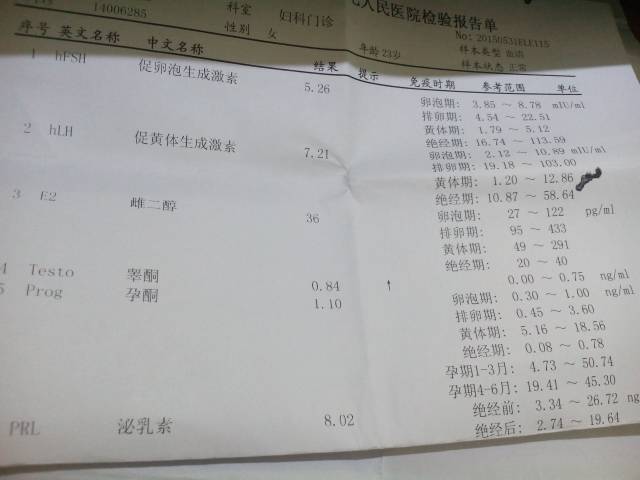 人民医院检验报告单
14006285 科室 妇科门诊 No: 20150531ELE115
性别 女 年龄 23岁 样本类型 血清
样本状态 正常
序号 英文名称 中文名称 结果 提示 免疫时期 参考范围 单位
1 hFSH 促卵泡生成激素 5.26 卵泡期: 3.85 ~ 8.78 mIU/ml
排卵期: 4.54 ~ 22.51
黄体期: 1.79 ~ 5.12
绝经期: 16.74 ~ 113.59
2 hLH 促黄体生成激素 7.21 卵泡期: 2.12 ~ 10.89 mIU/ml
排卵期: 19.18 ~ 103.00
黄体期: 1.20 ~ 12.86
绝经期: 10.87 ~ 58.64
3 E2 雌二醇 36 卵泡期: 27 ~ 122 pg/ml
排卵期: 95 ~ 433
黄体期: 49 ~ 291
绝经期: 20 ~ 40
4 Testo 睾酮 0.84 ↑ 0.00 ~ 0.75 ng/ml
5 Prog 孕酮 1.10 卵泡期: 0.30 ~ 1.00 ng/ml
排卵期: 0.45 ~ 3.60
黄体期: 5.16 ~ 18.56
绝经期: 0.08 ~ 0.78
孕期1-3月: 4.73 ~ 50.74
孕期4-6月: 19.41 ~ 45.30
PRL 泌乳素 8.02 绝经前: 3.34 ~ 26.72 ng
绝经后: 2.74 ~ 19.64